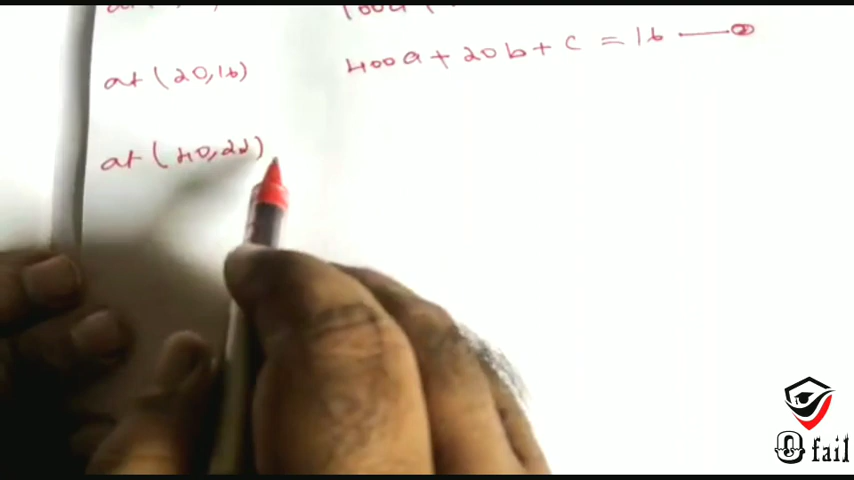 at (20,16) 400a + 20b + c = 16 — ②
at (40,22)
0 fail